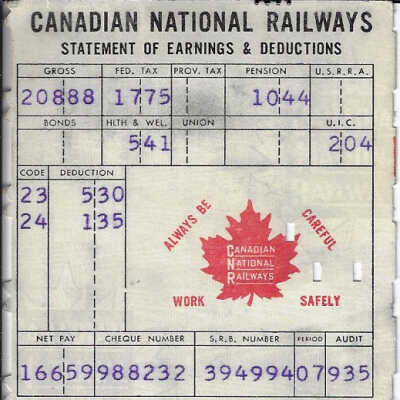 CANADIAN NATIONAL RAILWAYS
STATEMENT OF EARNINGS & DEDUCTIONS
GROSS FED. TAX PROV. TAX PENSION U.S.R.R.A.
20888 1775 1044
BONDS HLTH & WEL. UNION U.I.C.
541 204
CODE DEDUCTION
23 530
24 135
ALWAYS BE CAREFUL
CANADIAN
NATIONAL
RAILWAYS
WORK SAFELY
NET PAY CHEQUE NUMBER S.R.B. NUMBER PERIOD AUDIT
16659988232 39499407935